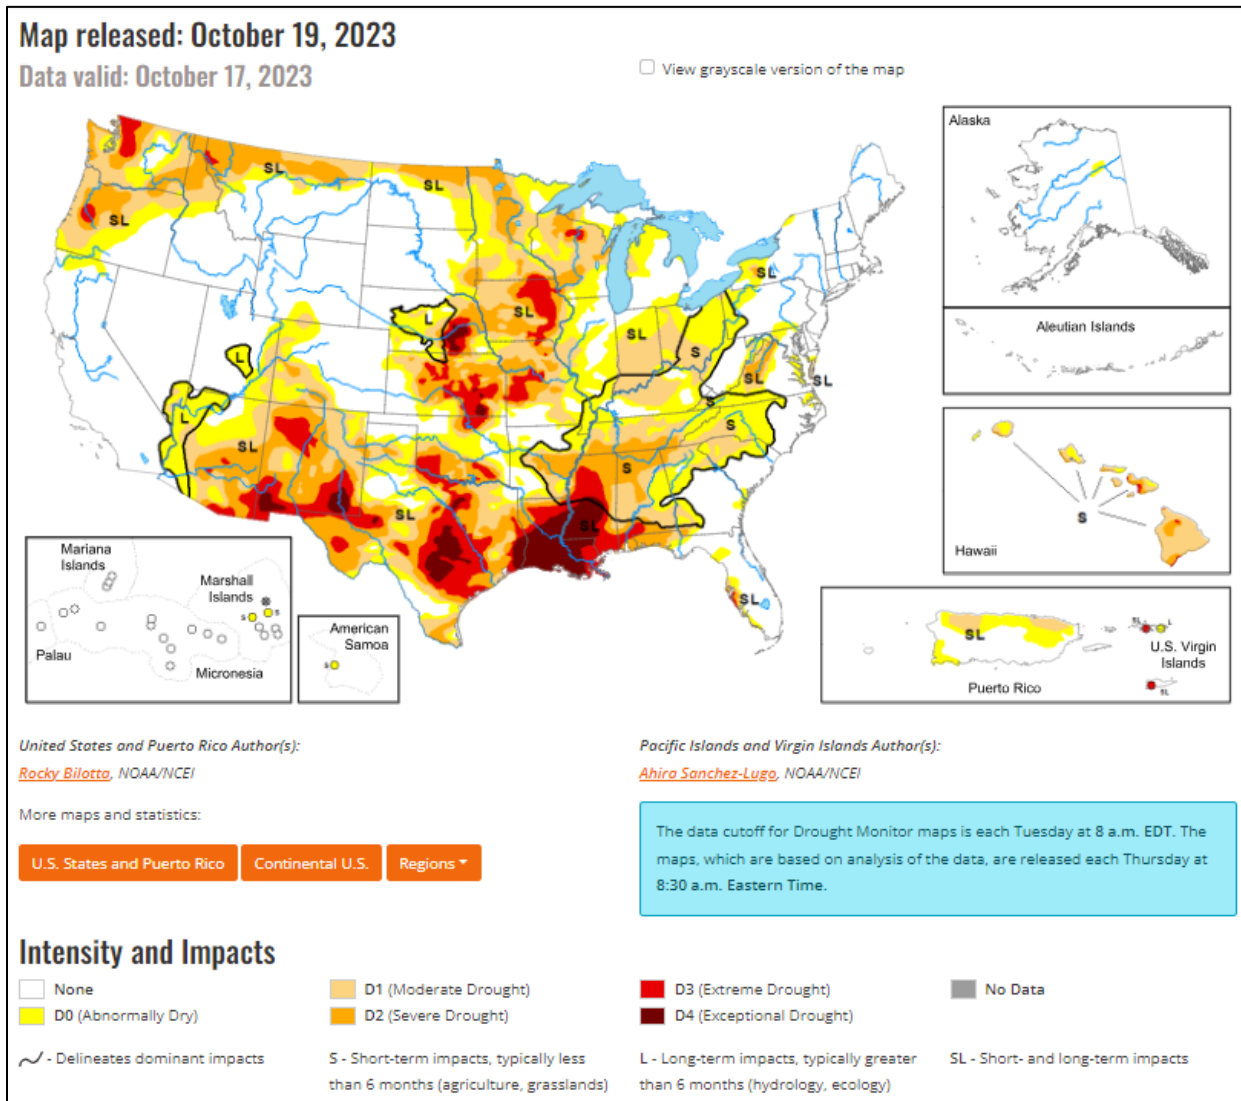 Map released: October 19, 2023
Data valid: October 17, 2023
View grayscale version of the map
Alaska
Aleutian Islands
SL
SL
SL
SL
L
SL
SL
SL
S
L
L
SL
SL
S
S
S
SL
S
SL
SL
SL
S
Hawaii
Mariana
Islands
Marshall
Islands
S
S
Palau
Micronesia
American
Samoa
S
SL
SL
L
SL
U.S. Virgin
Islands
Puerto Rico
United States and Puerto Rico Author(s):
Rocky Bilotta, NOAA/NCEI
Pacific Islands and Virgin Islands Author(s):
Ahira Sanchez-Lugo, NOAA/NCEI
More maps and statistics:
U.S. States and Puerto Rico
Continental U.S.
Regions
The data cutoff for Drought Monitor maps is each Tuesday at 8 a.m. EDT. The
maps, which are based on analysis of the data, are released each Thursday at
8:30 a.m. Eastern Time.
Intensity and Impacts
None
D1 (Moderate Drought)
D3 (Extreme Drought)
No Data
D0 (Abnormally Dry)
D2 (Severe Drought)
D4 (Exceptional Drought)
- Delineates dominant impacts
S - Short-term impacts, typically less
than 6 months (agriculture, grasslands)
L - Long-term impacts, typically greater
than 6 months (hydrology, ecology)
SL - Short- and long-term impacts